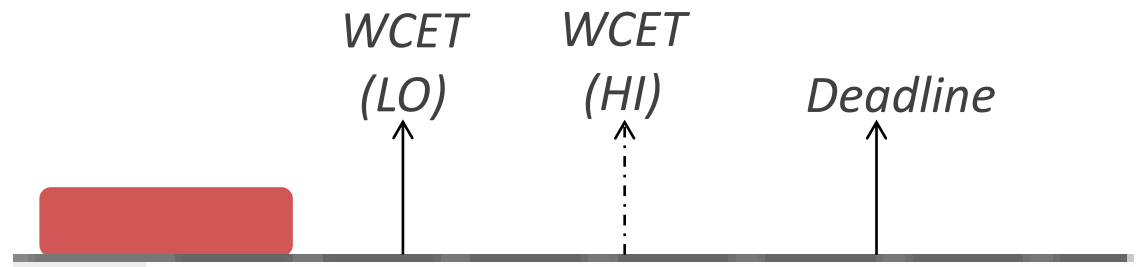 WCET
(LO)
WCET
(HI)
Deadline